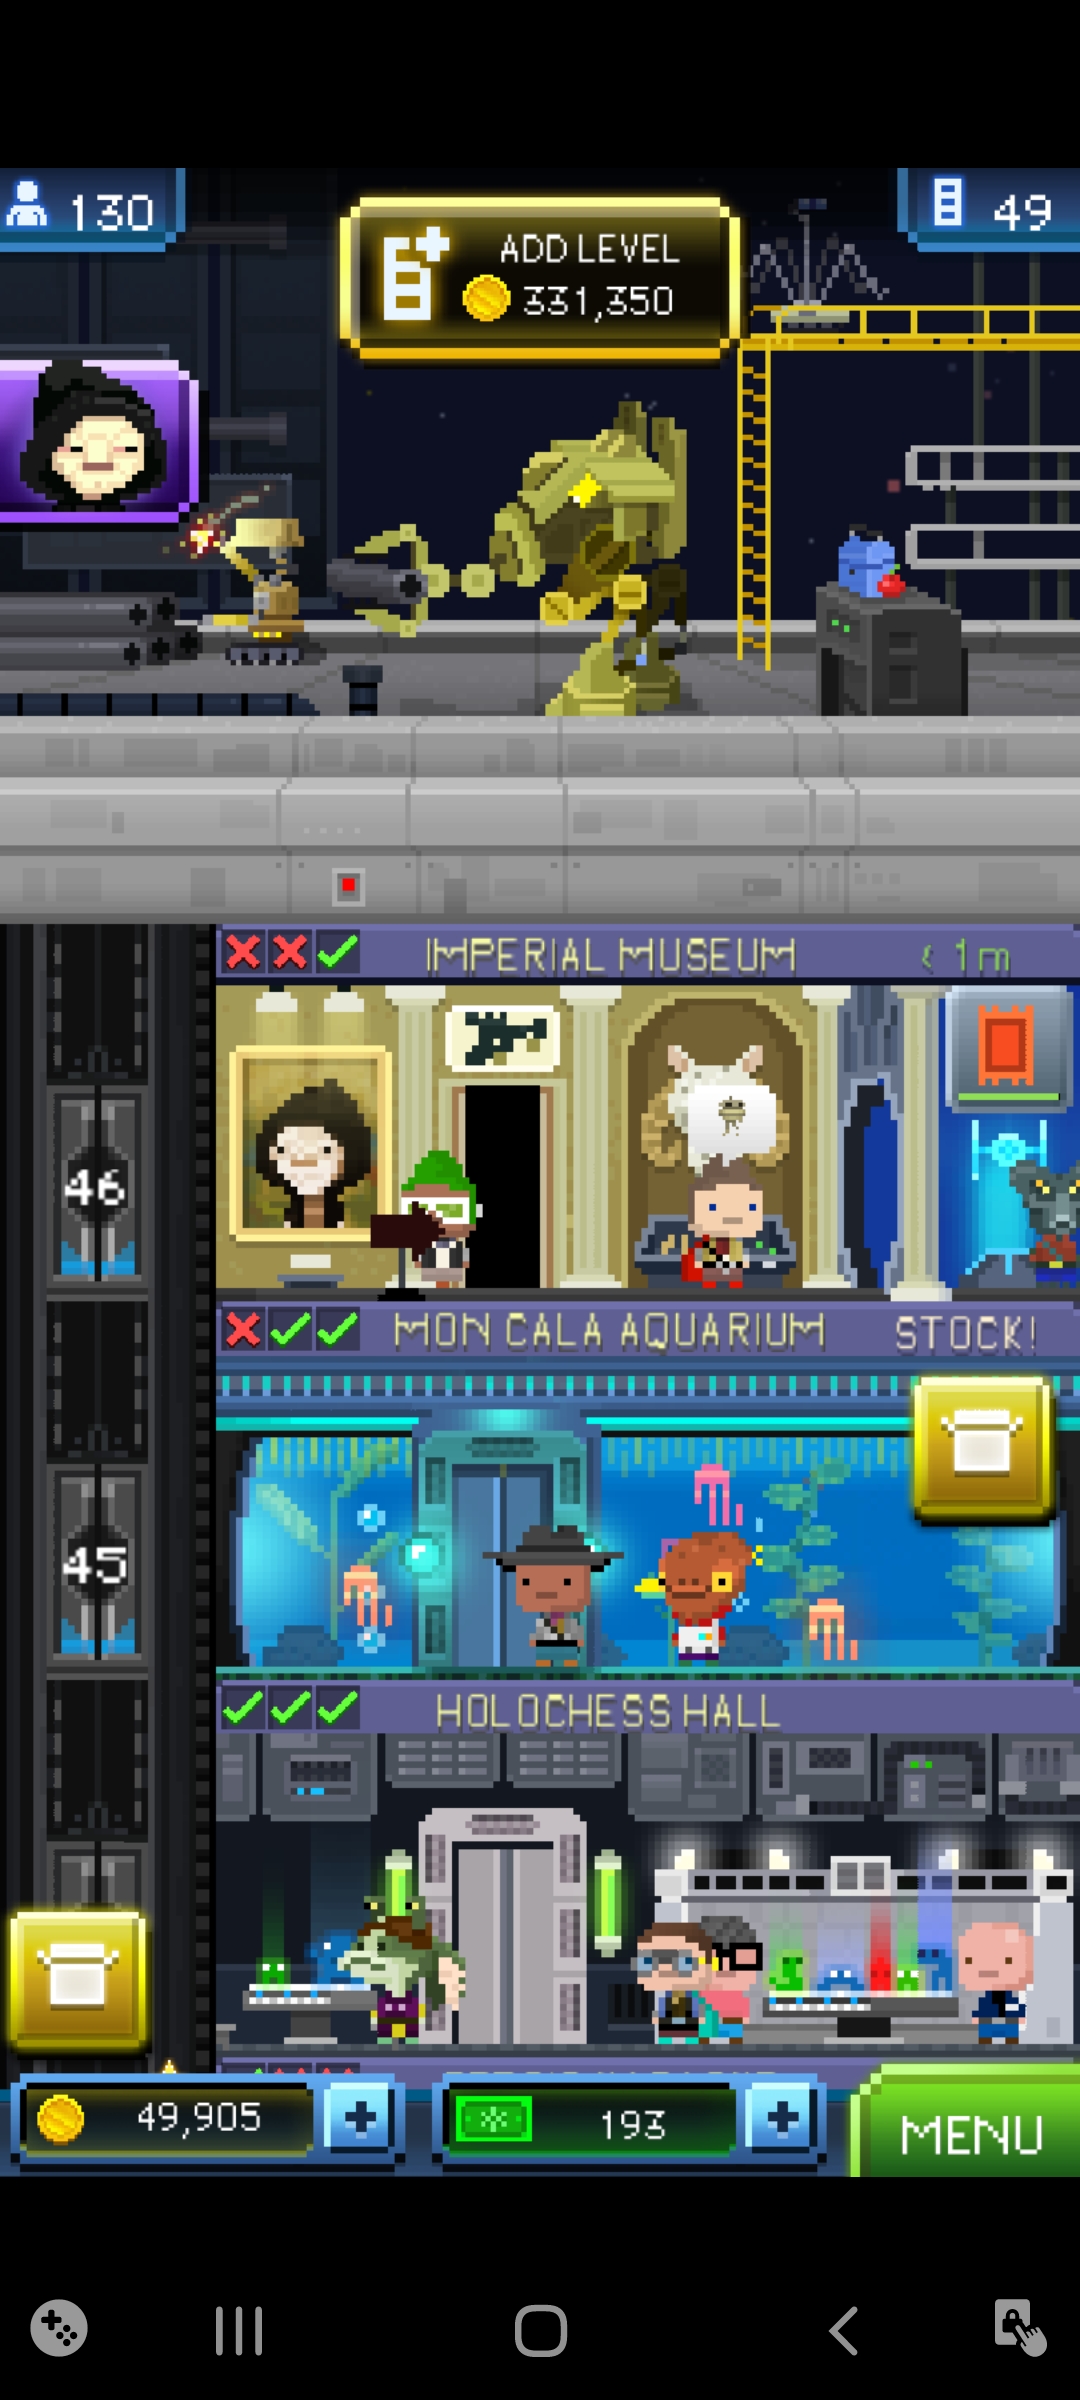 130
ADD LEVEL
331,350
49
IMPERIAL MUSEUM
< 1m
46
MON CALA AQUARIUM
STOCK!
45
HOLOCHESS HALL
49,905
193
MENU